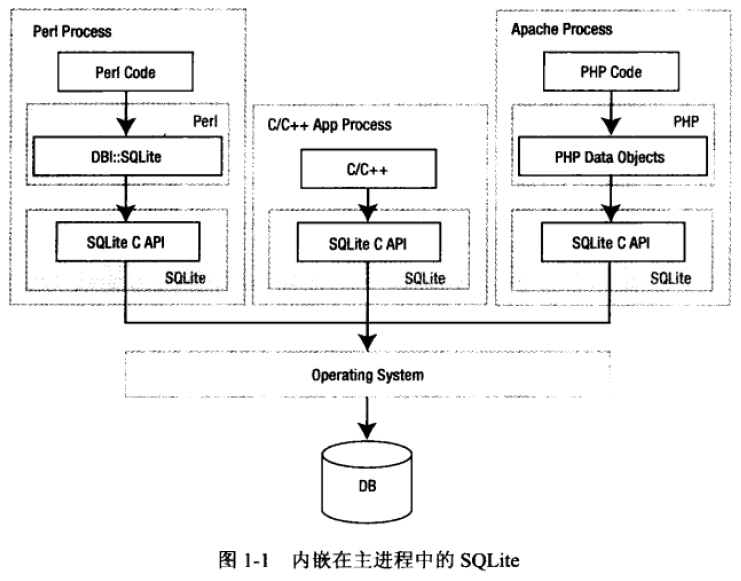 Perl Process
Perl Code
Perl
DBI::SQLite
SQLite C API
SQLite
C/C++ App Process
C/C++
SQLite C API
SQLite
Apache Process
PHP Code
PHP
PHP Data Objects
SQLite C API
SQLite
Operating System
DB
图 1-1 内嵌在主进程中的 SQLite